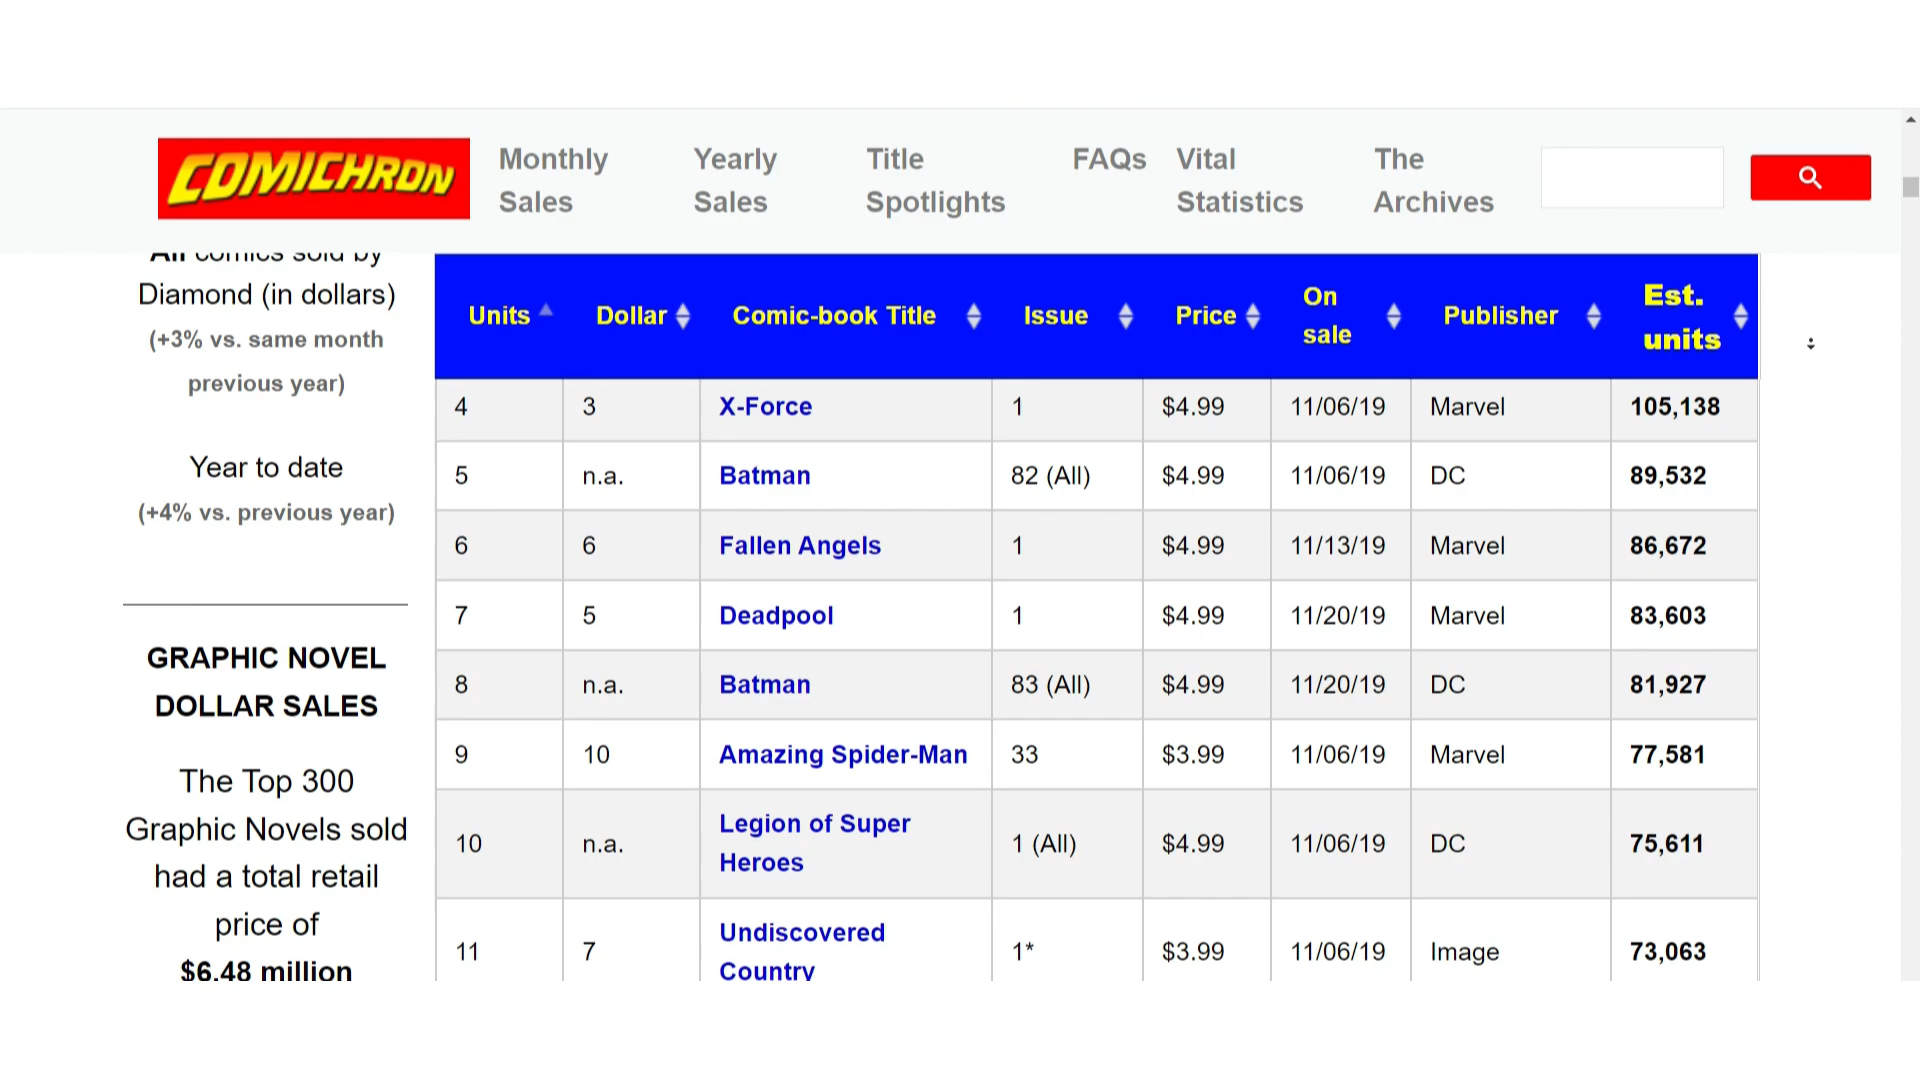 COMICHRON
Monthly Sales
Yearly Sales
Title Spotlights
FAQs
Vital Statistics
The Archives
All comics sold by
Diamond (in dollars)
(+3% vs. same month
previous year)
Year to date
(+4% vs. previous year)
GRAPHIC NOVEL
DOLLAR SALES
The Top 300
Graphic Novels sold
had a total retail
price of
$6.48 million
Units Dollar Comic-book Title Issue Price On sale Publisher Est. units
4 3 X-Force 1 $4.99 11/06/19 Marvel 105,138
5 n.a. Batman 82 (All) $4.99 11/06/19 DC 89,532
6 6 Fallen Angels 1 $4.99 11/13/19 Marvel 86,672
7 5 Deadpool 1 $4.99 11/20/19 Marvel 83,603
8 n.a. Batman 83 (All) $4.99 11/20/19 DC 81,927
9 10 Amazing Spider-Man 33 $3.99 11/06/19 Marvel 77,581
10 n.a. Legion of Super Heroes 1 (All) $4.99 11/06/19 DC 75,611
11 7 Undiscovered Country 1* $3.99 11/06/19 Image 73,063